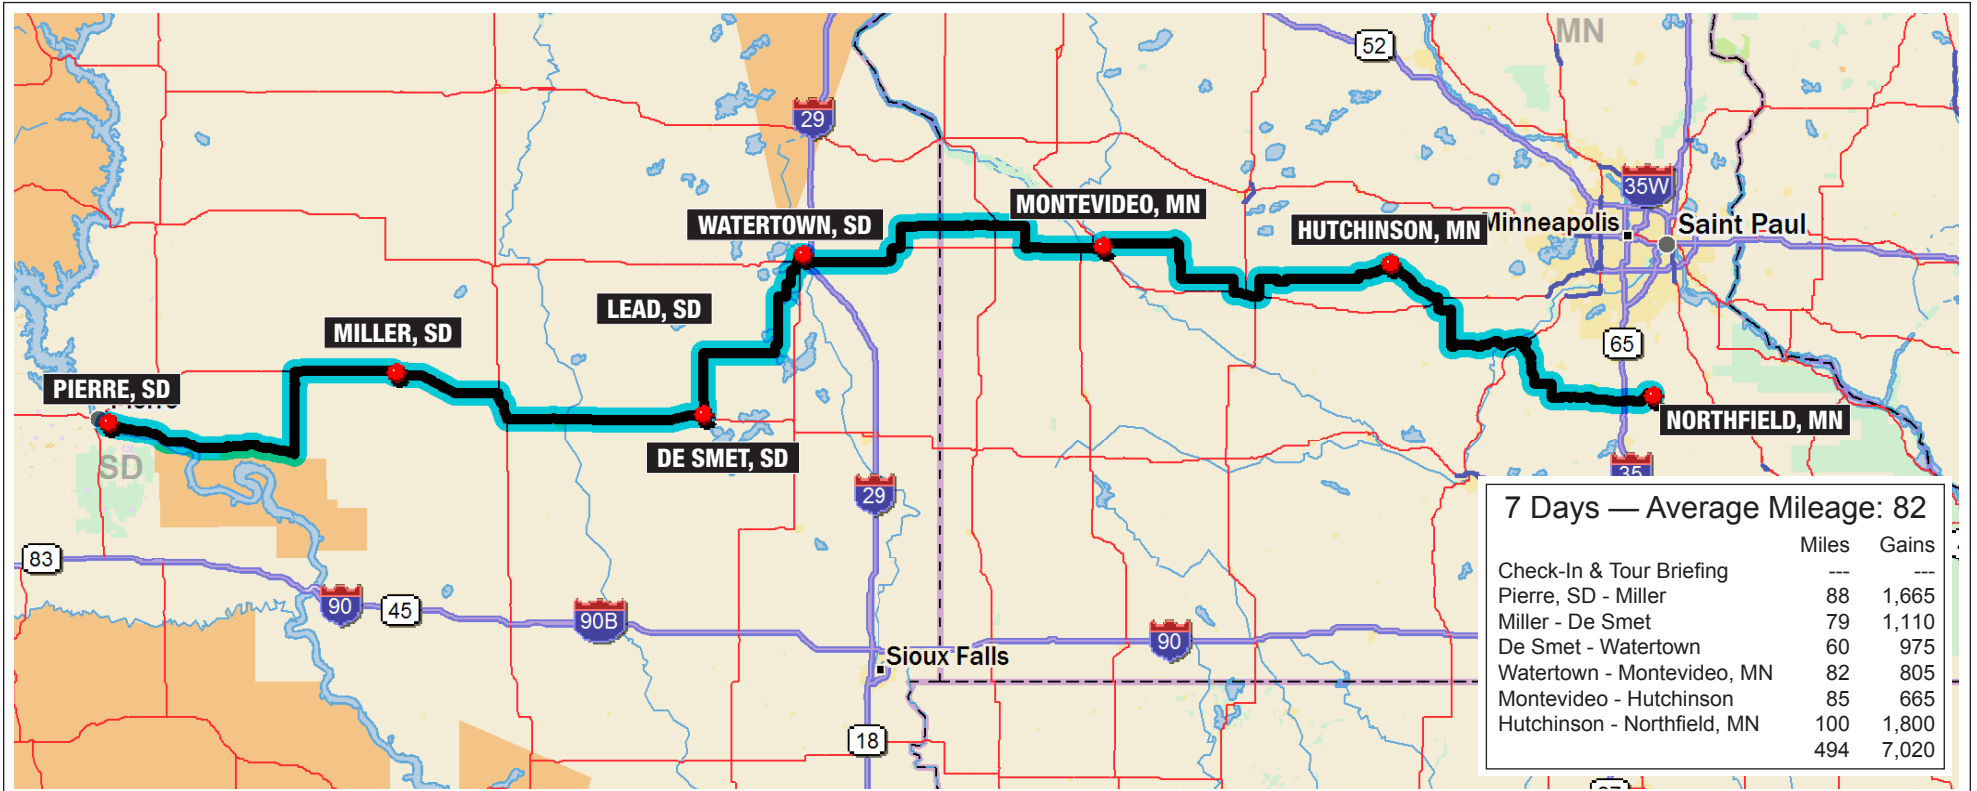 52
MN
29
35W
MONTEVIDEO, MN
WATERTOWN, SD
HUTCHINSON, MN
Minneapolis
Saint Paul
LEAD, SD
MILLER, SD
65
PIERRE, SD
NORTHFIELD, MN
DE SMET, SD
SD
35
29
7 Days — Average Mileage: 82
Miles Gains
Check-In & Tour Briefing --- ---
Pierre, SD - Miller 88 1,665
Miller - De Smet 79 1,110
De Smet - Watertown 60 975
Watertown - Montevideo, MN 82 805
Montevideo - Hutchinson 85 665
Hutchinson - Northfield, MN 100 1,800
494 7,020
83
90
45
90B
90
Sioux Falls
18